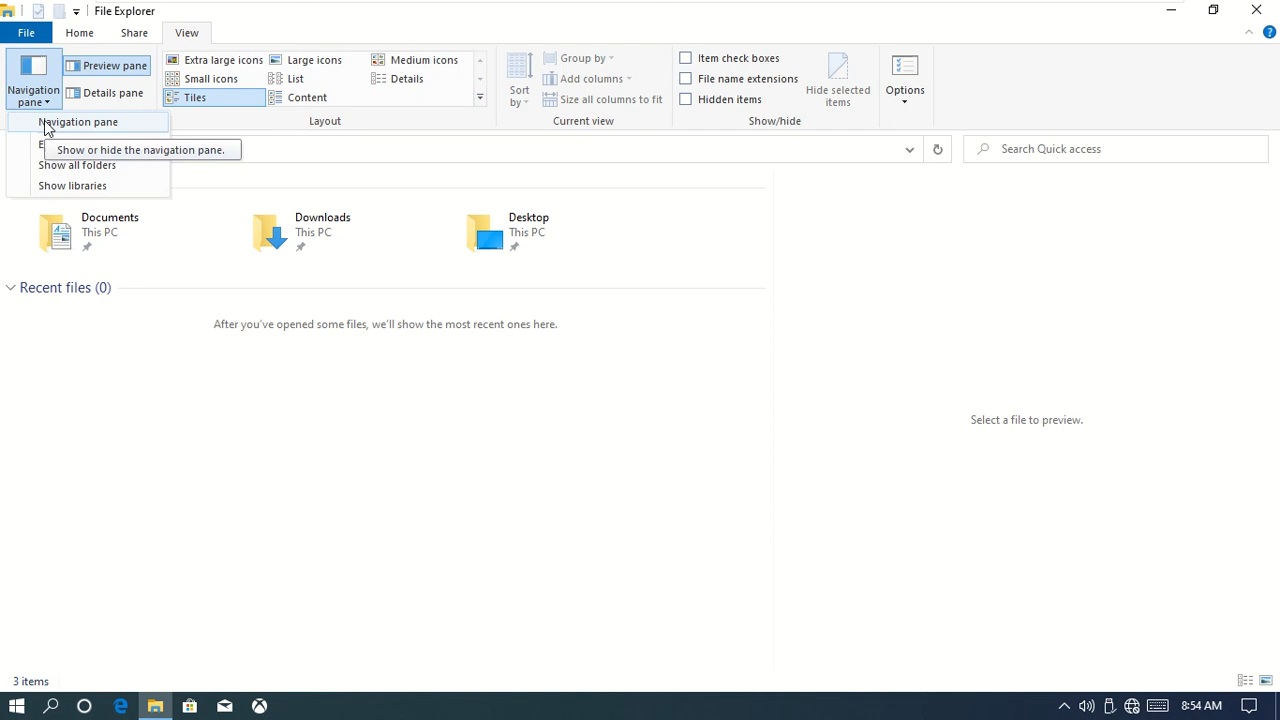 File Explorer
File Home Share View
Navigation pane
Preview pane
Details pane
Extra large icons Large icons Medium icons
Small icons List Details
Tiles Content
Layout
Sort by
Group by
Add columns
Size all columns to fit
Current view
Item check boxes
File name extensions
Hidden items
Hide selected items
Show/hide
Options
Navigation pane
Show or hide the navigation pane.
Show all folders
Show libraries
Search Quick access
Documents
This PC
Downloads
This PC
Desktop
This PC
Recent files (0)
After you've opened some files, we'll show the most recent ones here.
Select a file to preview.
3 items
8:54 AM